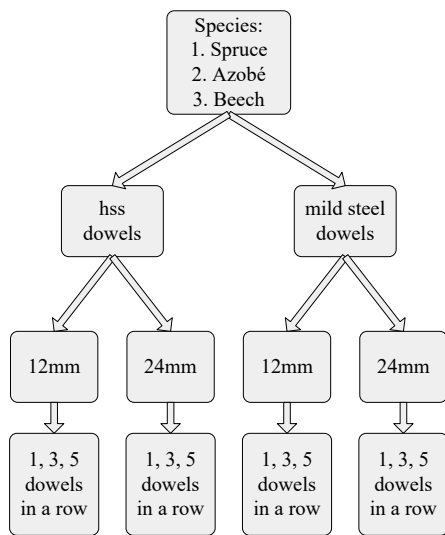 Species:
1. Spruce
2. Azobé
3. Beech
hss
dowels
mild steel
dowels
12mm
24mm
12mm
24mm
1, 3, 5
dowels
in a row
1, 3, 5
dowels
in a row
1, 3, 5
dowels
in a row
1, 3, 5
dowels
in a row